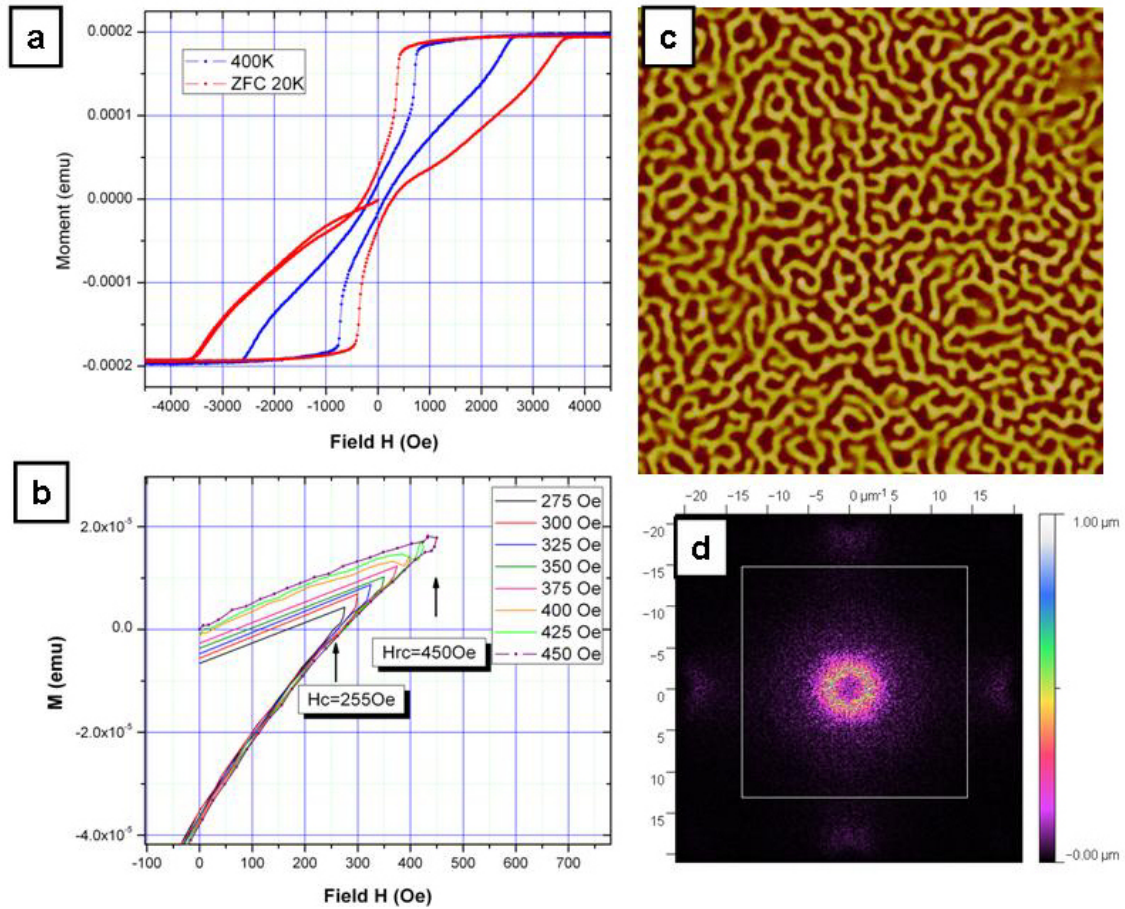 a
0.0002
0.0001
0.0000
-0.0001
-0.0002
Moment (emu)
400K
ZFC 20K
-4000 -3000 -2000 -1000 0 1000 2000 3000 4000
Field H (Oe)
b
2.0x10⁻⁵
0.0
-2.0x10⁻⁵
-4.0x10⁻⁵
M (emu)
275 Oe
300 Oe
325 Oe
350 Oe
375 Oe
400 Oe
425 Oe
450 Oe
Hrc=450Oe
Hc=255Oe
-100 0 100 200 300 400 500 600 700
Field H (Oe)
c
−20 −15 −10 −5 0 μm⁻¹ 5 10 15
d
−20
−15
−10
−5
0
5
10
15
1.00 μm
−0.00 μm